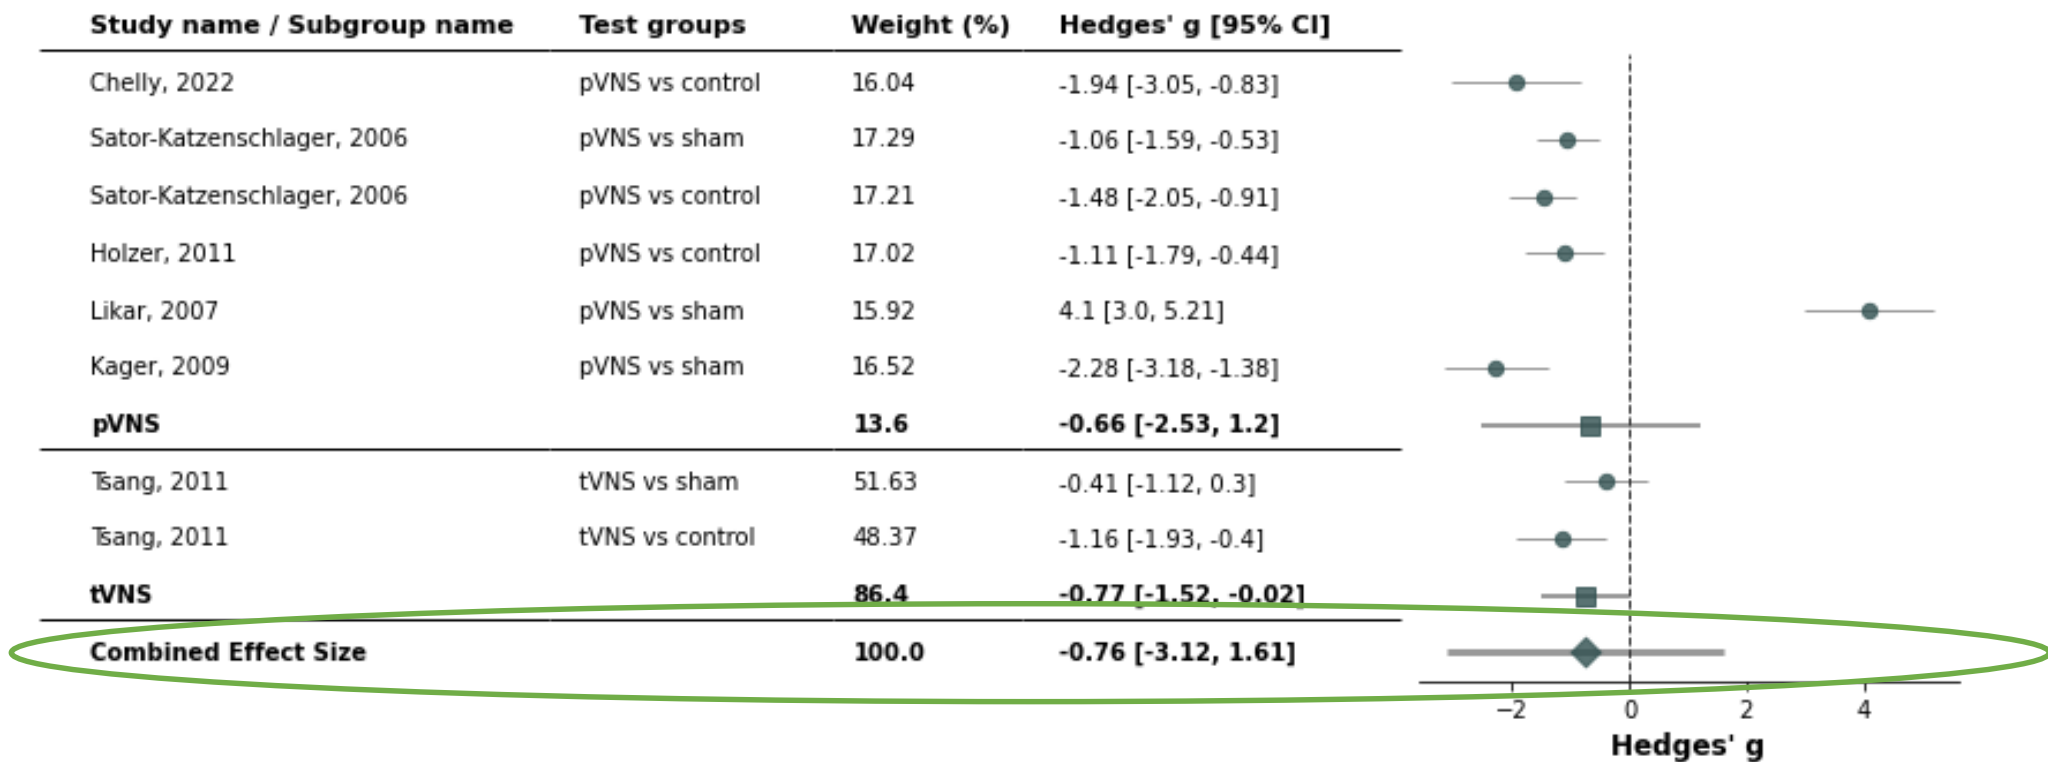 Study name / Subgroup name Test groups Weight (%) Hedges' g [95% CI]
Chelly, 2022 pVNS vs control 16.04 -1.94 [-3.05, -0.83]
Sator-Katzenschlager, 2006 pVNS vs sham 17.29 -1.06 [-1.59, -0.53]
Sator-Katzenschlager, 2006 pVNS vs control 17.21 -1.48 [-2.05, -0.91]
Holzer, 2011 pVNS vs control 17.02 -1.11 [-1.79, -0.44]
Likar, 2007 pVNS vs sham 15.92 4.1 [3.0, 5.21]
Kager, 2009 pVNS vs sham 16.52 -2.28 [-3.18, -1.38]
pVNS 13.6 -0.66 [-2.53, 1.2]
Tsang, 2011 tVNS vs sham 51.63 -0.41 [-1.12, 0.3]
Tsang, 2011 tVNS vs control 48.37 -1.16 [-1.93, -0.4]
tVNS 86.4 -0.77 [-1.52, -0.02]
Combined Effect Size 100.0 -0.76 [-3.12, 1.61]
−2 0 2 4
Hedges' g